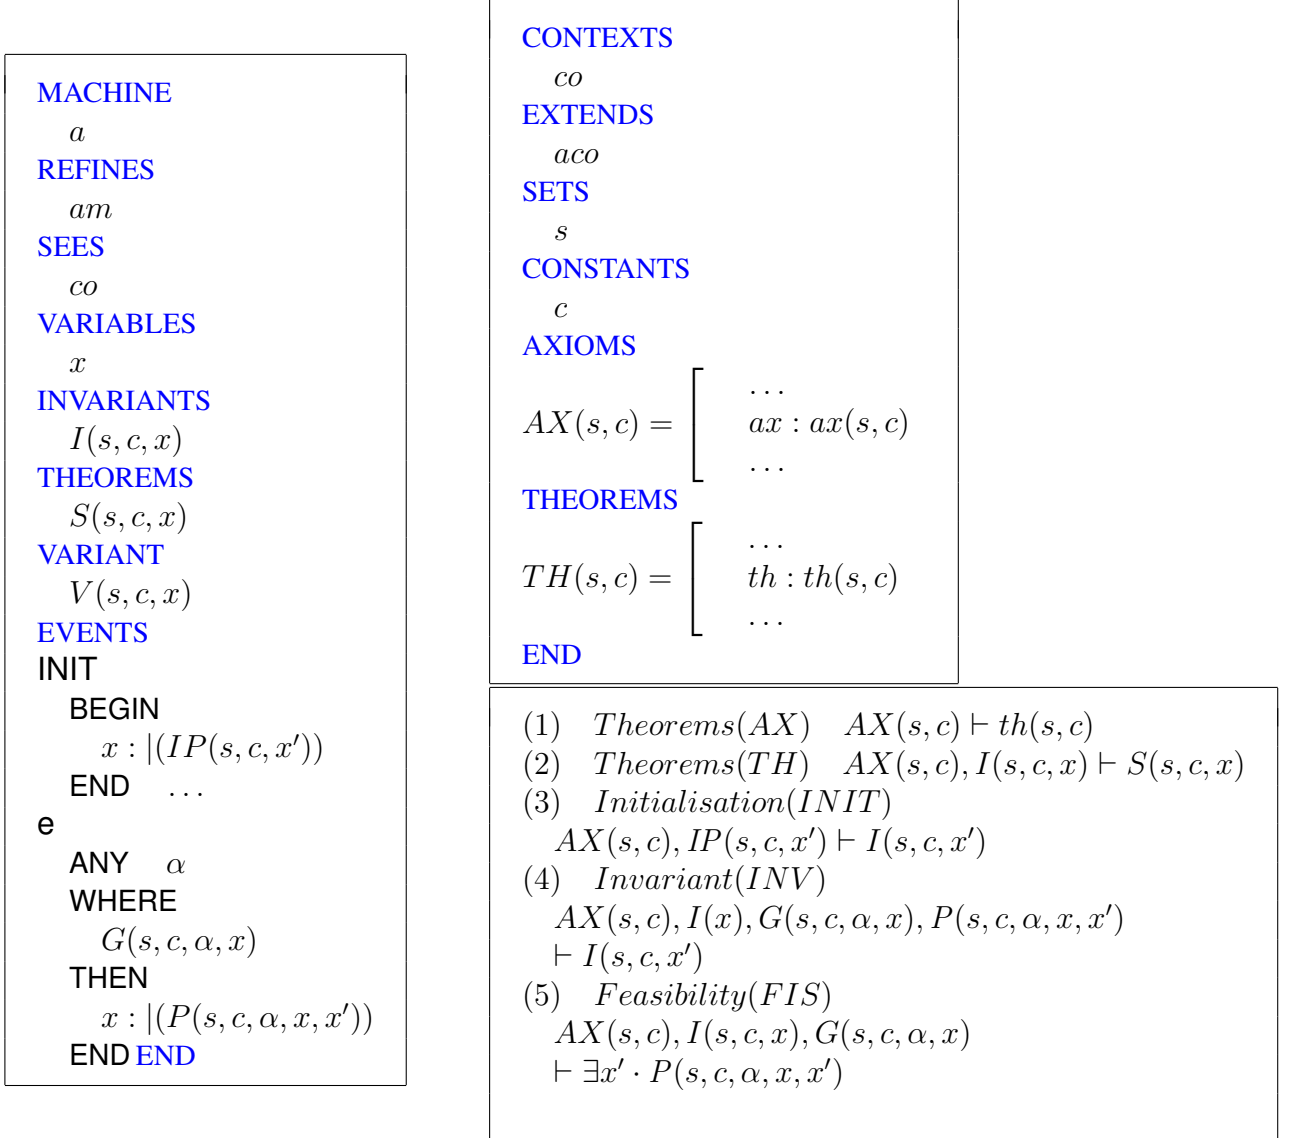 MACHINE
a
REFINES
am
SEES
co
VARIABLES
x
INVARIANTS
I(s, c, x)
THEOREMS
S(s, c, x)
VARIANT
V(s, c, x)
EVENTS
INIT
BEGIN
x : |(IP(s, c, x′))
END …
e
ANY α
WHERE
G(s, c, α, x)
THEN
x : |(P(s, c, α, x, x′))
END END
CONTEXTS
co
EXTENDS
aco
SETS
s
CONSTANTS
c
AXIOMS
…
AX(s, c) = [ ax : ax(s, c)
…
THEOREMS
…
TH(s, c) = [ th : th(s, c)
…
END
(1) Theorems(AX) AX(s, c) ⊢ th(s, c)
(2) Theorems(TH) AX(s, c), I(s, c, x) ⊢ S(s, c, x)
(3) Initialisation(INIT)
AX(s, c), IP(s, c, x′) ⊢ I(s, c, x′)
(4) Invariant(INV)
AX(s, c), I(x), G(s, c, α, x), P(s, c, α, x, x′)
⊢ I(s, c, x′)
(5) Feasibility(FIS)
AX(s, c), I(s, c, x), G(s, c, α, x)
⊢ ∃x′ · P(s, c, α, x, x′)